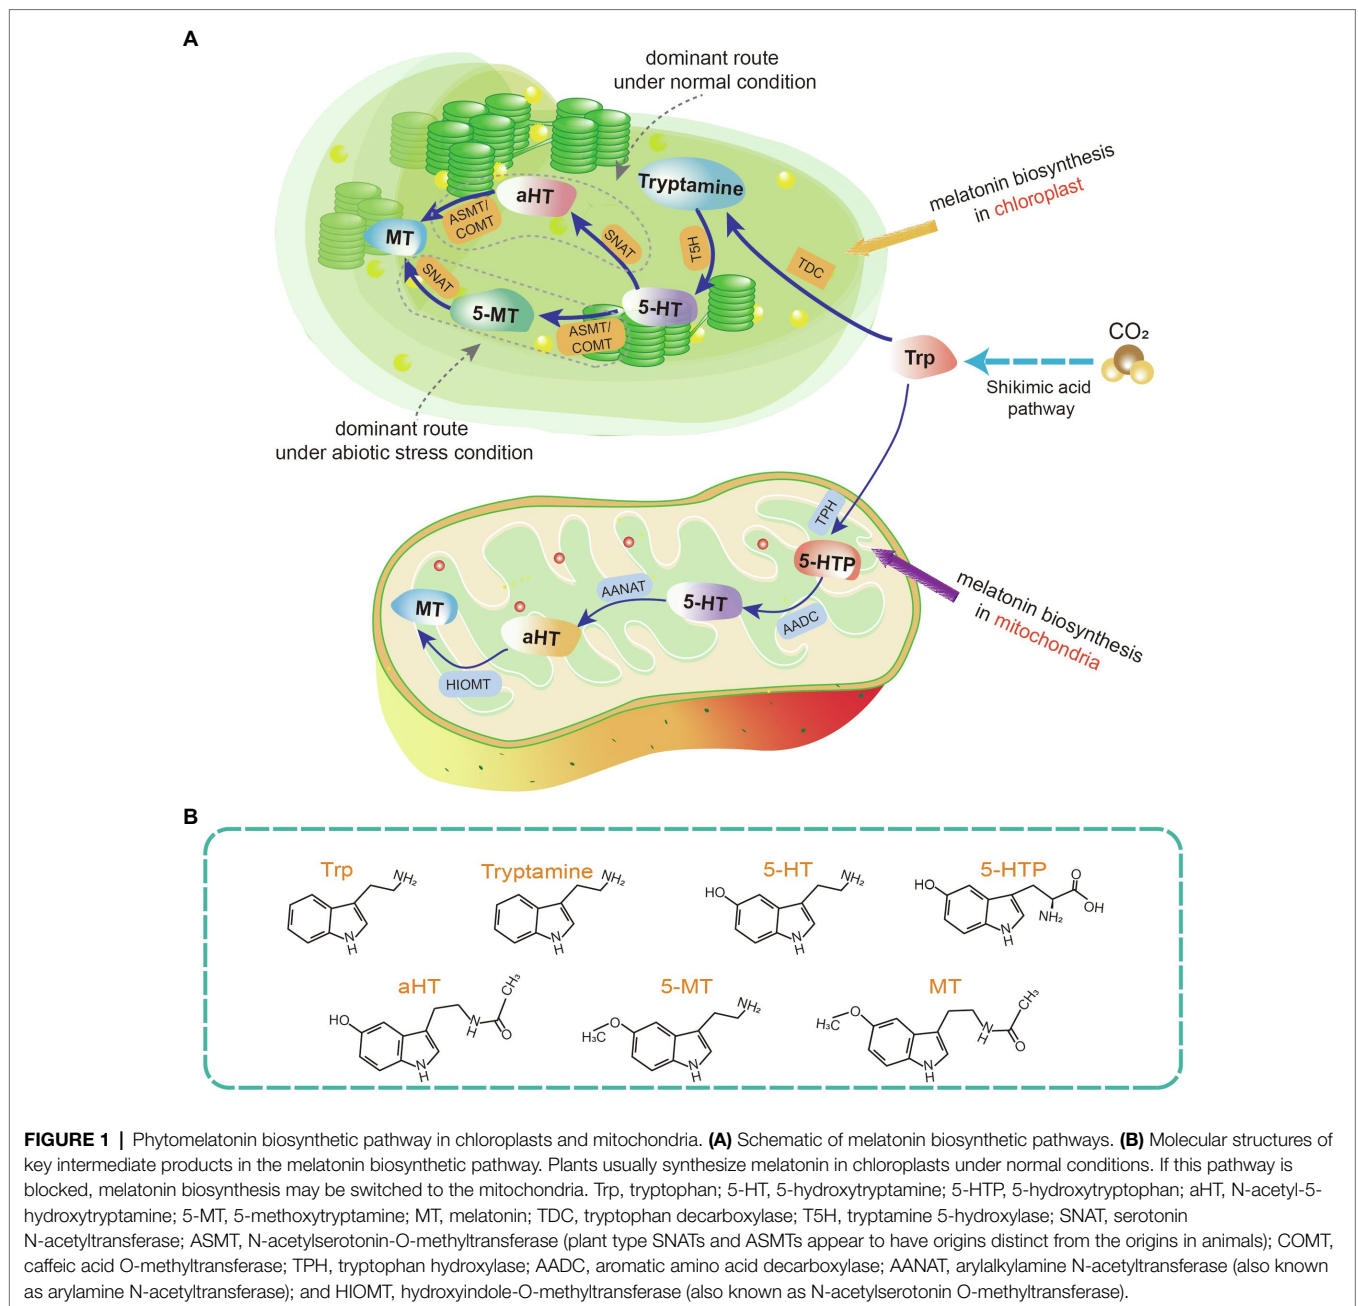 A
dominant route
under normal condition
melatonin biosynthesis
in chloroplast
Tryptamine
aHT
ASMT/
COMT
MT
SNAT
T5H
TDC
SNAT
5-MT
5-HT
ASMT/
COMT
Trp
CO₂
Shikimic acid
pathway
dominant route
under abiotic stress condition
TPH
5-HTP
melatonin biosynthesis
in mitochondria
AANAT
5-HT
AADC
MT
aHT
HIOMT
B
Trp
NH₂
N
H
Tryptamine
NH₂
N
H
5-HT
HO
NH₂
N
H
5-HTP
HO
O
OH
NH₂
N
H
aHT
HO
CH₃
N
H
O
N
H
5-MT
O
H₃C
NH₂
N
H
MT
O
H₃C
CH₃
N
H
O
N
H
FIGURE 1 | Phytomelatonin biosynthetic pathway in chloroplasts and mitochondria. (A) Schematic of melatonin biosynthetic pathways. (B) Molecular structures of
key intermediate products in the melatonin biosynthetic pathway. Plants usually synthesize melatonin in chloroplasts under normal conditions. If this pathway is
blocked, melatonin biosynthesis may be switched to the mitochondria. Trp, tryptophan; 5-HT, 5-hydroxytryptamine; 5-HTP, 5-hydroxytryptophan; aHT, N-acetyl-5-
hydroxytryptamine; 5-MT, 5-methoxytryptamine; MT, melatonin; TDC, tryptophan decarboxylase; T5H, tryptamine 5-hydroxylase; SNAT, serotonin
N-acetyltransferase; ASMT, N-acetylserotonin-O-methyltransferase (plant type SNATs and ASMTs appear to have origins distinct from the origins in animals); COMT,
caffeic acid O-methyltransferase; TPH, tryptophan hydroxylase; AADC, aromatic amino acid decarboxylase; AANAT, arylalkylamine N-acetyltransferase (also known
as arylamine N-acetyltransferase); and HIOMT, hydroxyindole-O-methyltransferase (also known as N-acetylserotonin O-methyltransferase).